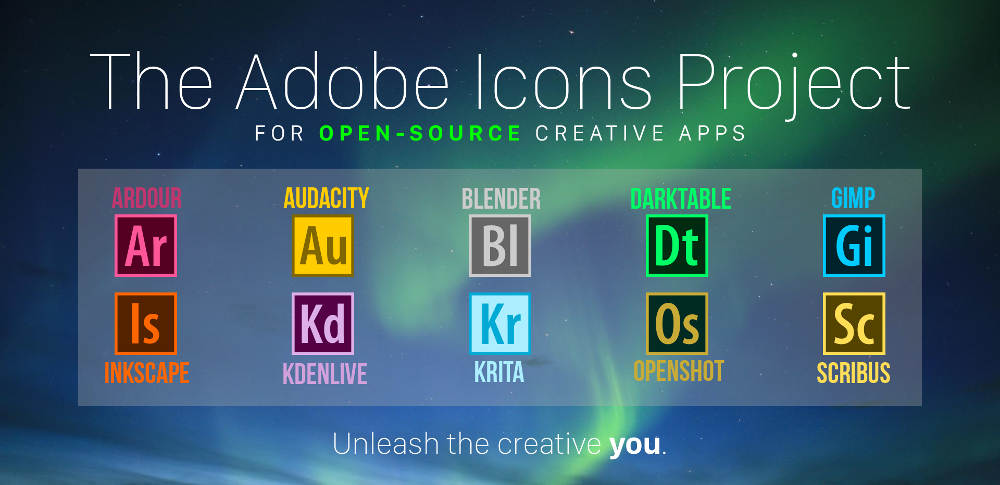 The Adobe Icons Project
FOR OPEN-SOURCE CREATIVE APPS
ARDOUR AUDACITY BLENDER DARKTABLE GIMP
Ar Au Bl Dt Gi
Is Kd Kr Os Sc
INKSCAPE KDENLIVE KRITA OPENSHOT SCRIBUS
Unleash the creative you.